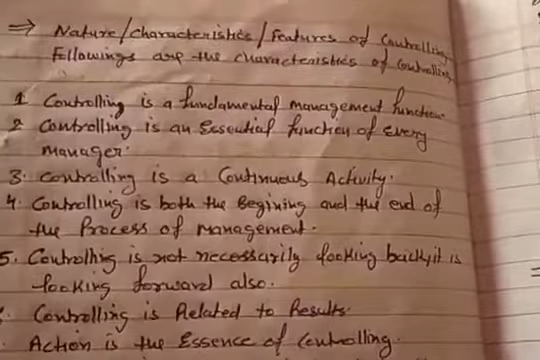 ⇒ Nature/characteristics/Features of Controlling
Followings are the characteristics of Controlling
1 Controlling is a fundamental management function.
2 Controlling is an Essential function of every
manager.
3. Controlling is a Continuous Activity.
4. Controlling is both the Begining and the end of
the Process of management.
5. Controlling is not necessarily looking back, it is
looking forward also.
Controlling is Related to Results.
Action is the Essence of Controlling.